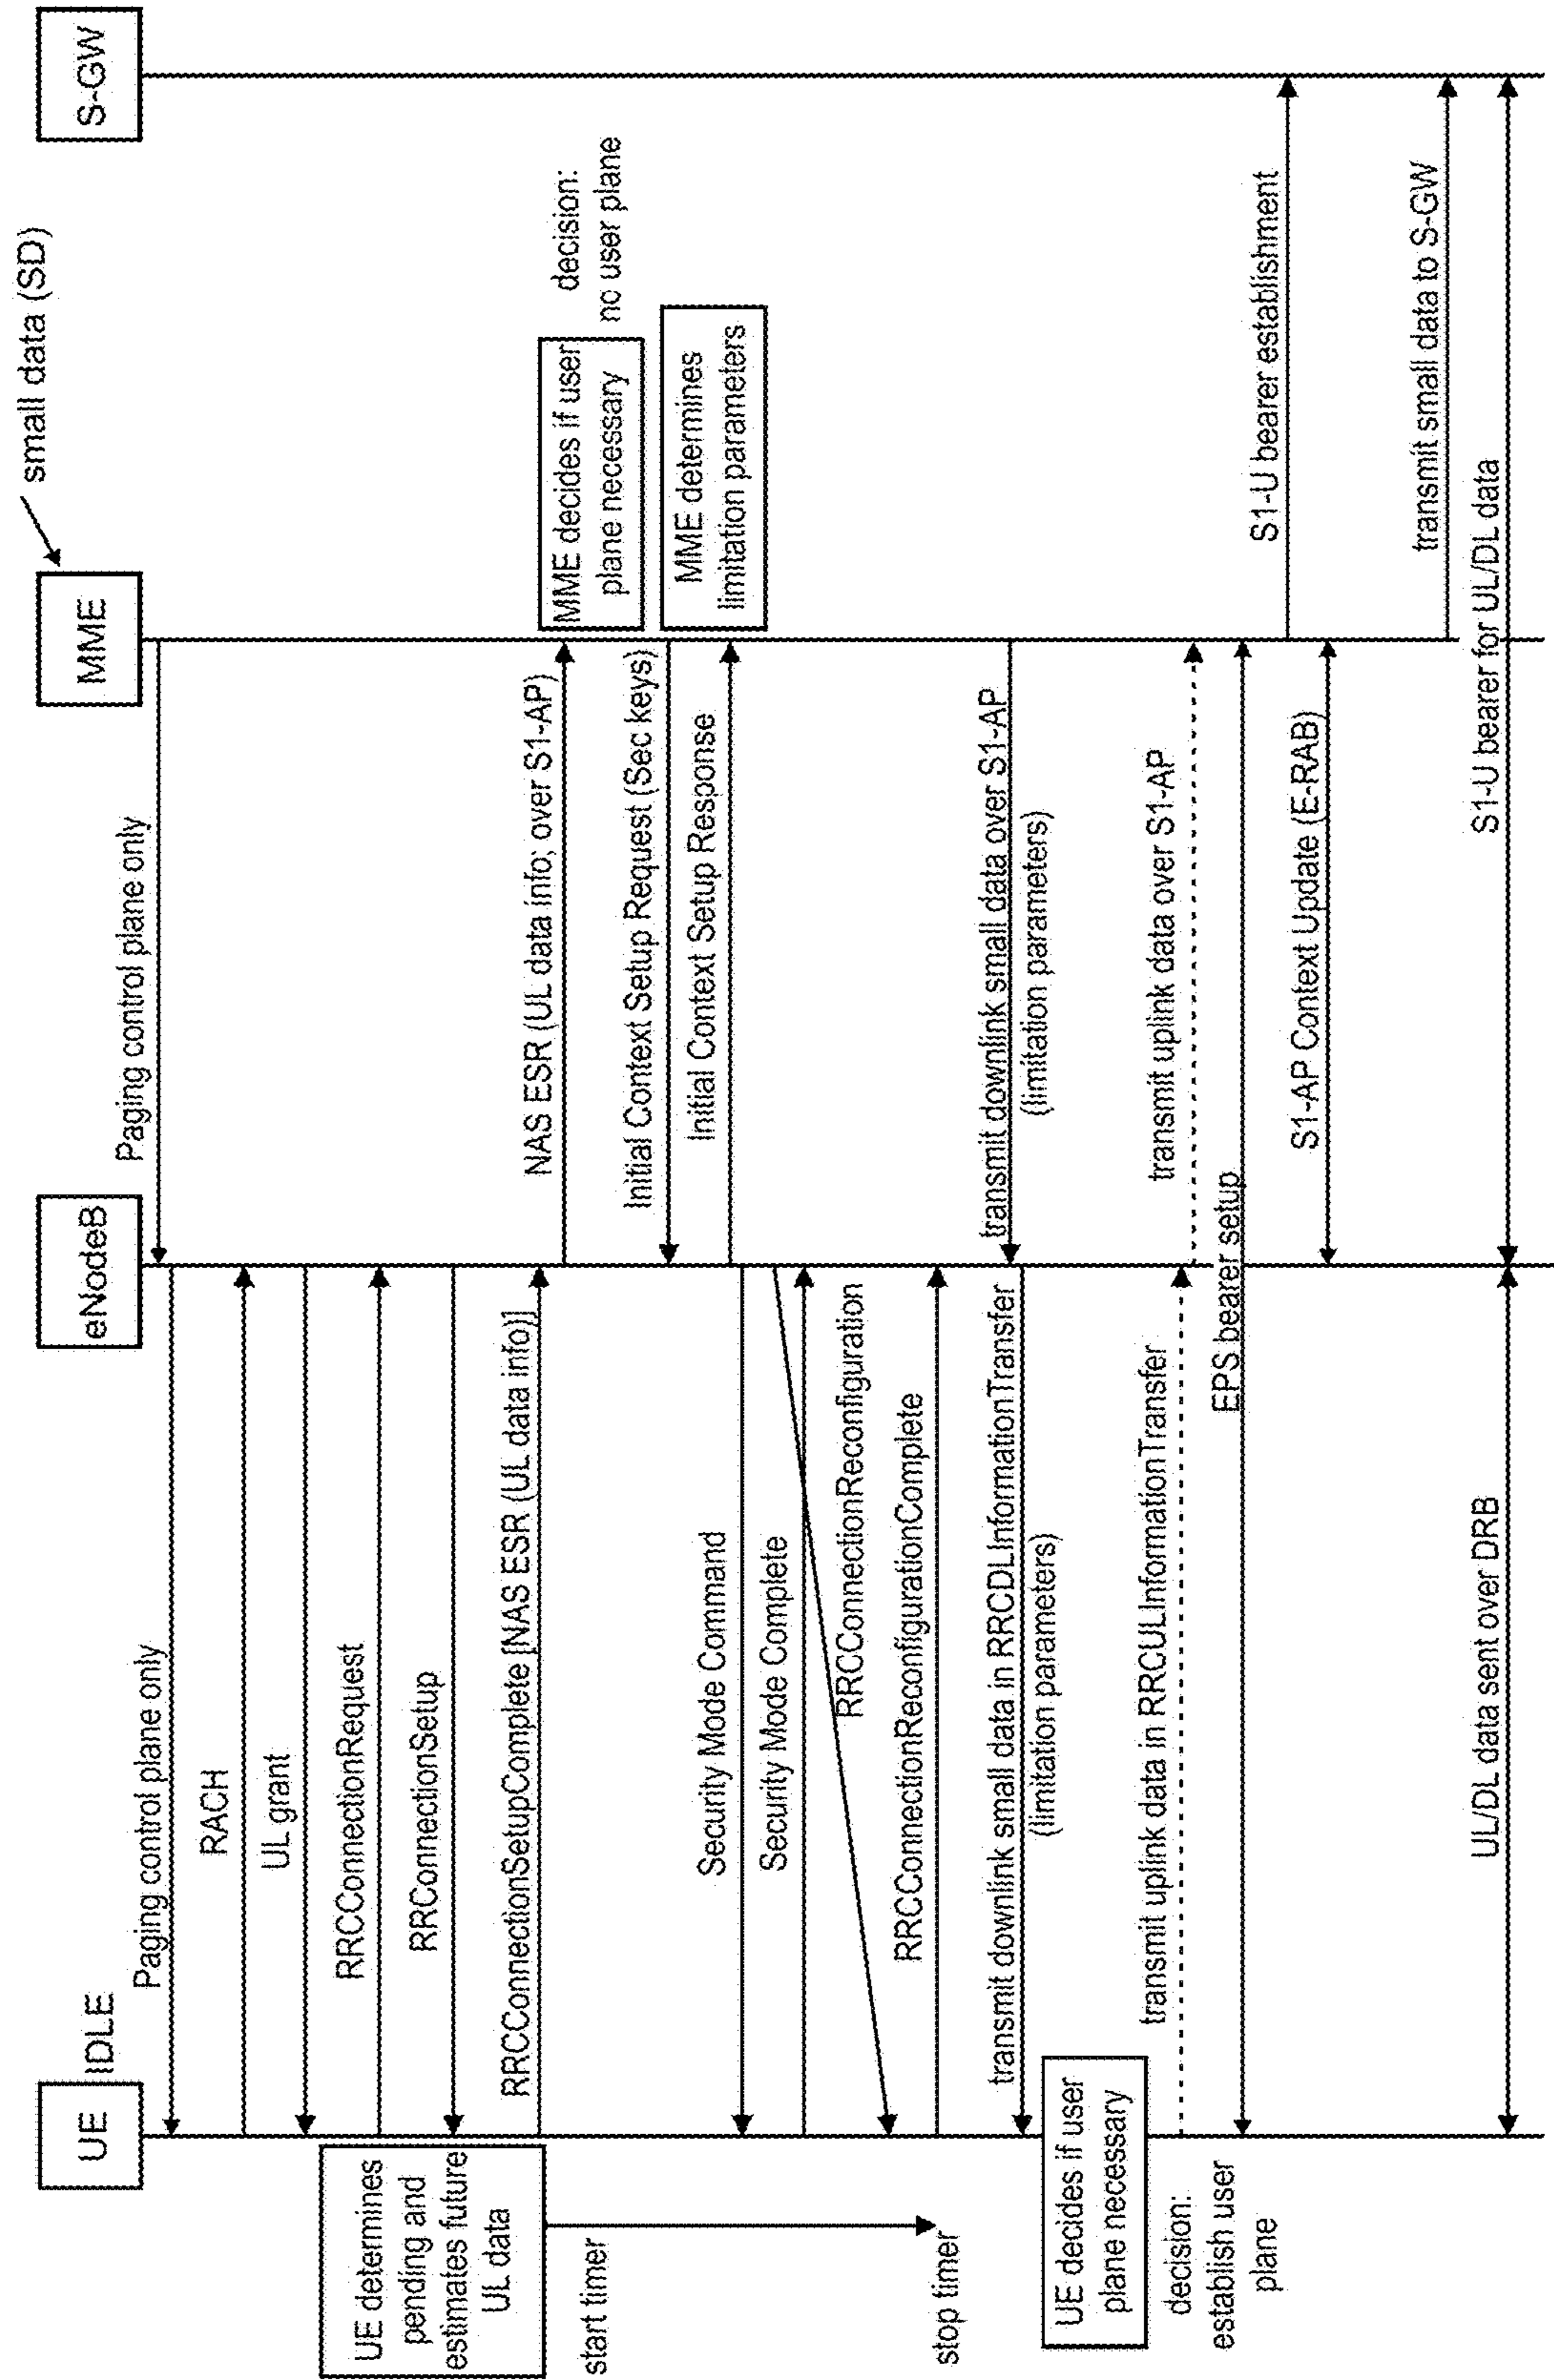 small data (SD)
UE
IDLE
eNodeB
MME
S-GW
Paging control plane only
Paging control plane only
RACH
UL grant
RRCConnectionRequest
UE determines
pending and
estimates future
UL data
RRConnectionSetup
RRCConnectionSetupComplete [NAS ESR (UL data info)]
NAS ESR (UL data info; over S1-AP)
MME decides if user
plane necessary
decision:
no user plane
start timer
Initial Context Setup Request (Sec keys)
Initial Context Setup Response
MME determines
limitation parameters
Security Mode Command
Security Mode Complete
RRCConnectionReconfiguration
RRCConnectionReconfigurationComplete
stop timer
transmit downlink small data over S1-AP
(limitation parameters)
transmit downlink small data in RRCDLInformationTransfer
(limitation parameters)
UE decides if user
plane necessary
decision:
establish user
plane
transmit uplink data in RRCULInformationTransfer
transmit uplink data over S1-AP
EPS bearer setup
S1-U bearer establishment
S1-AP Context Update (E-RAB)
transmit small data to S-GW
UL/DL data sent over DRB
S1-U bearer for UL/DL data